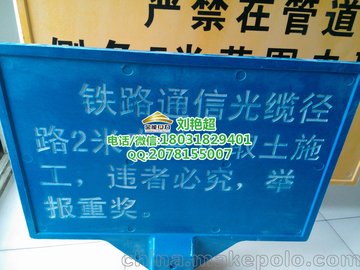 严禁在管道
刘艳超
铁路通信光缆径
电话/微信:18031829401
路2米 取土施
QQ:2078155007
工，违者必究，举
报重奖。
china.makepolo.com